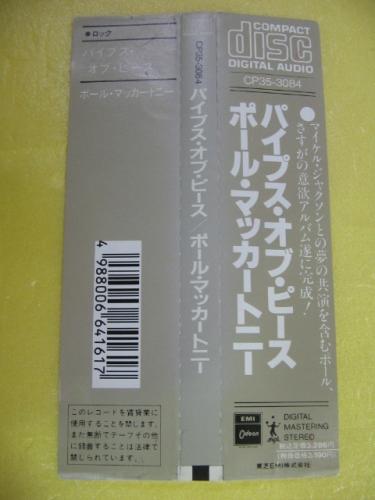 ●ロック
パイプス・
オブ・ピース
ポール・マッカートニー
4988006641617
このレコードを賃貸業に
使用することを禁じます。
また無断でテープその他
に録音することは法律で
禁じられています。
CP35-3084
パイプス・オブ・ピース／ポール・マッカートニー
COMPACT
disc
DIGITAL AUDIO
CP35-3084
●マイケル・ジャクソンとの夢の共演を含むポール、
さすがの意欲アルバム遂に完成！
パイプス・オブ・ピース
ポール・マッカートニー
EMI
Odeon
DIGITAL
MASTERING
STEREO
東芝EMI株式会社